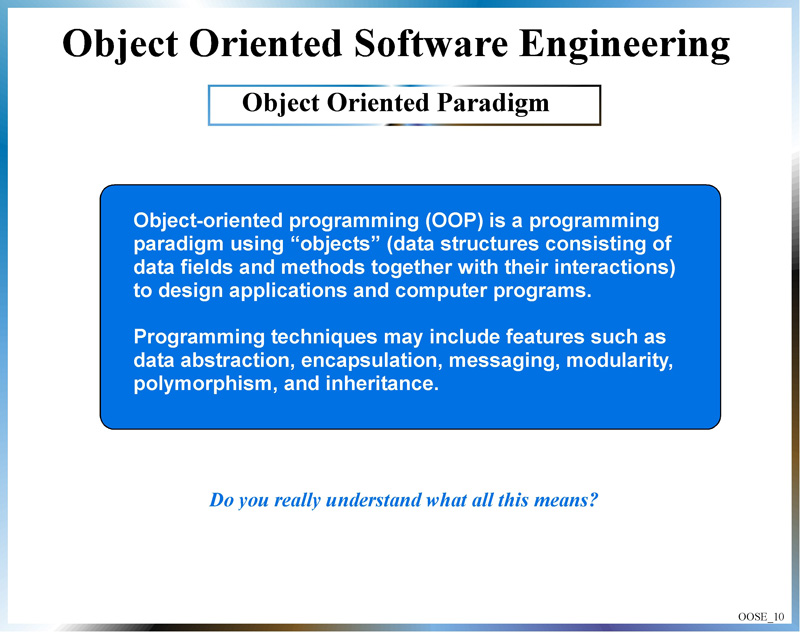 Object Oriented Software Engineering
Object Oriented Paradigm
Object-oriented programming (OOP) is a programming
paradigm using “objects” (data structures consisting of
data fields and methods together with their interactions)
to design applications and computer programs.
Programming techniques may include features such as
data abstraction, encapsulation, messaging, modularity,
polymorphism, and inheritance.
Do you really understand what all this means?
OOSE_10